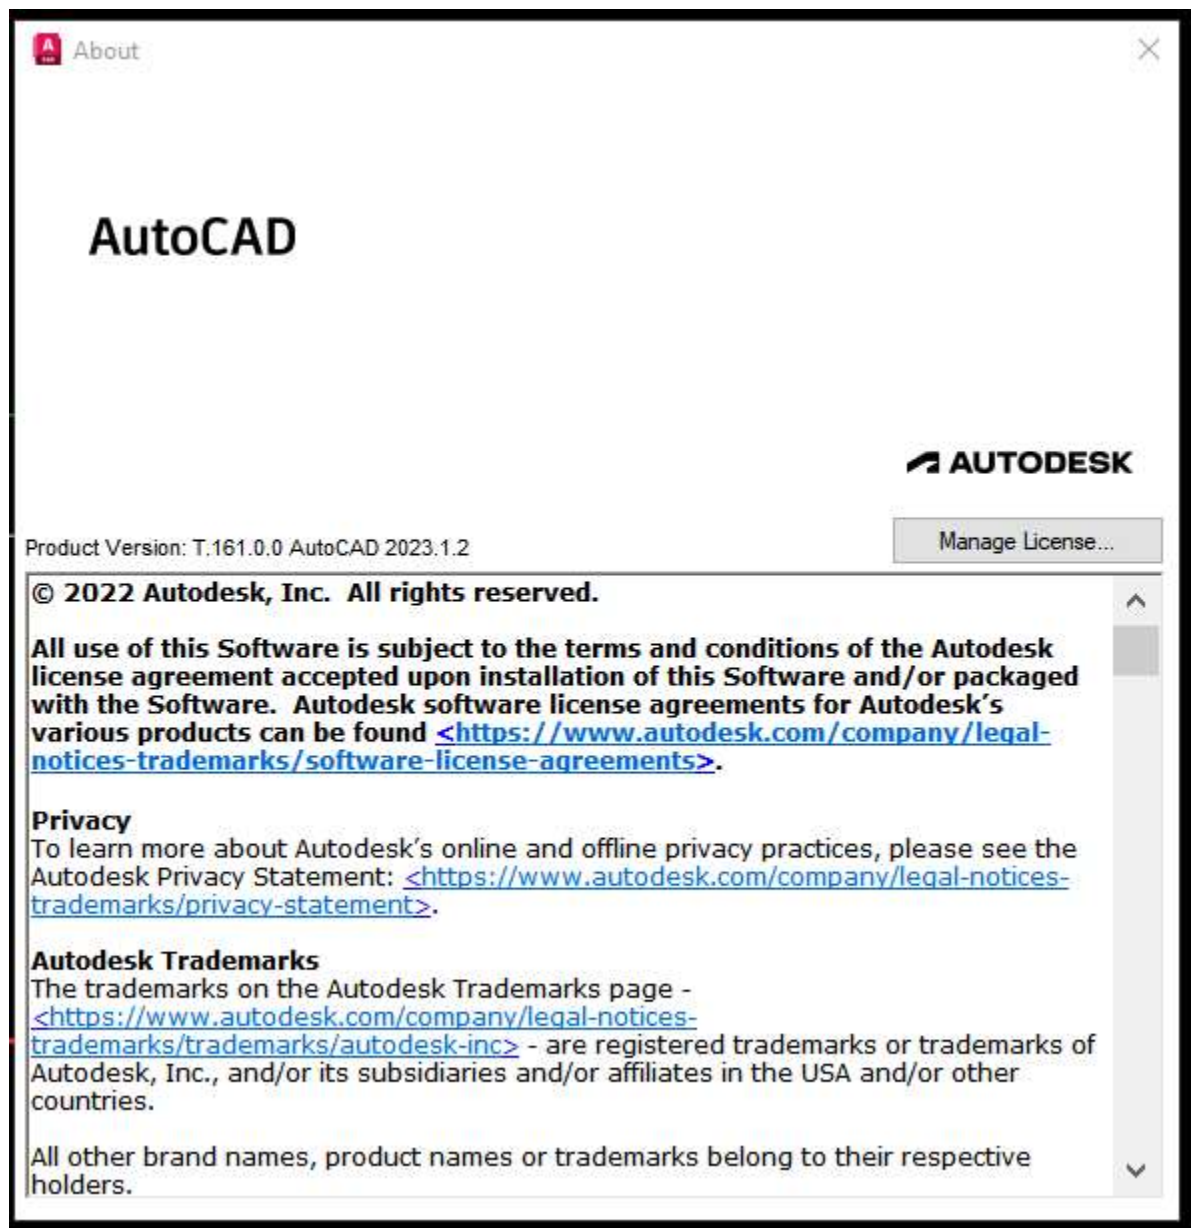 About
AutoCAD
AUTODESK
Product Version: T.161.0.0 AutoCAD 2023.1.2
Manage License...
© 2022 Autodesk, Inc.  All rights reserved.
All use of this Software is subject to the terms and conditions of the Autodesk
license agreement accepted upon installation of this Software and/or packaged
with the Software.  Autodesk software license agreements for Autodesk’s
various products can be found <https://www.autodesk.com/company/legal-
notices-trademarks/software-license-agreements>.
Privacy
To learn more about Autodesk’s online and offline privacy practices, please see the
Autodesk Privacy Statement: <https://www.autodesk.com/company/legal-notices-
trademarks/privacy-statement>.
Autodesk Trademarks
The trademarks on the Autodesk Trademarks page -
<https://www.autodesk.com/company/legal-notices-
trademarks/trademarks/autodesk-inc> - are registered trademarks or trademarks of
Autodesk, Inc., and/or its subsidiaries and/or affiliates in the USA and/or other
countries.
All other brand names, product names or trademarks belong to their respective
holders.